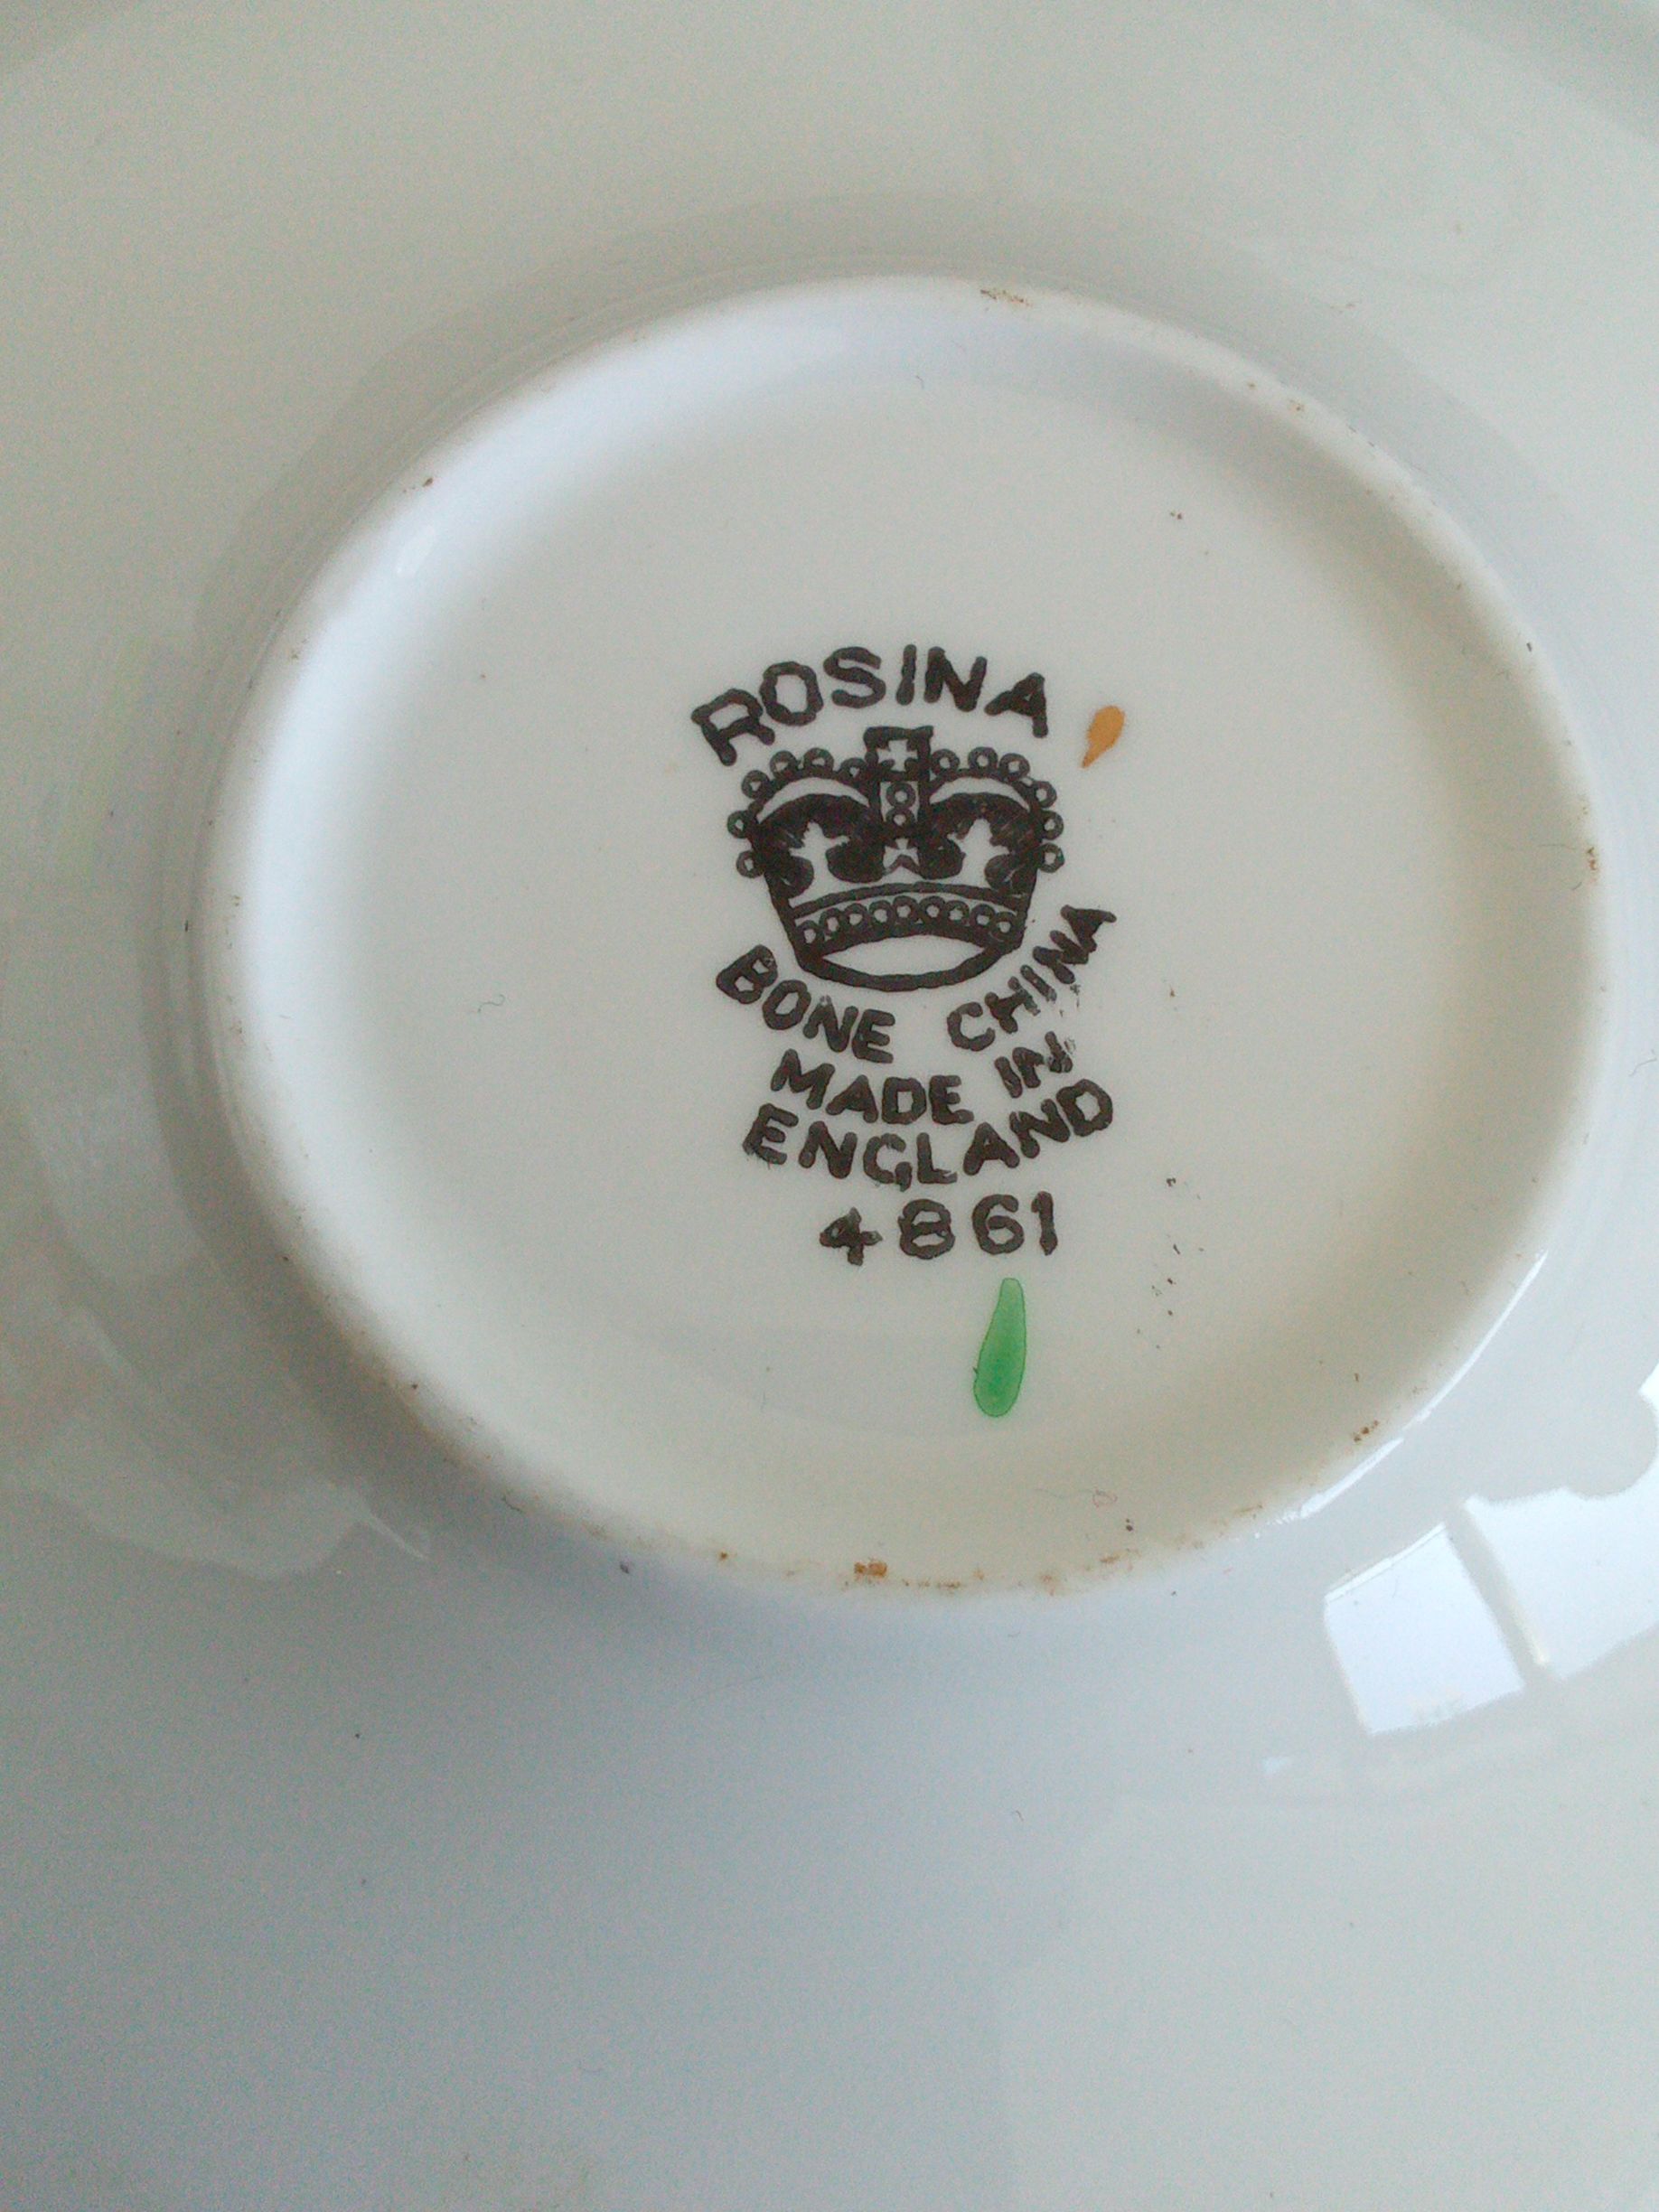 ROSINA
BONE CHINA
MADE IN
ENGLAND
4861